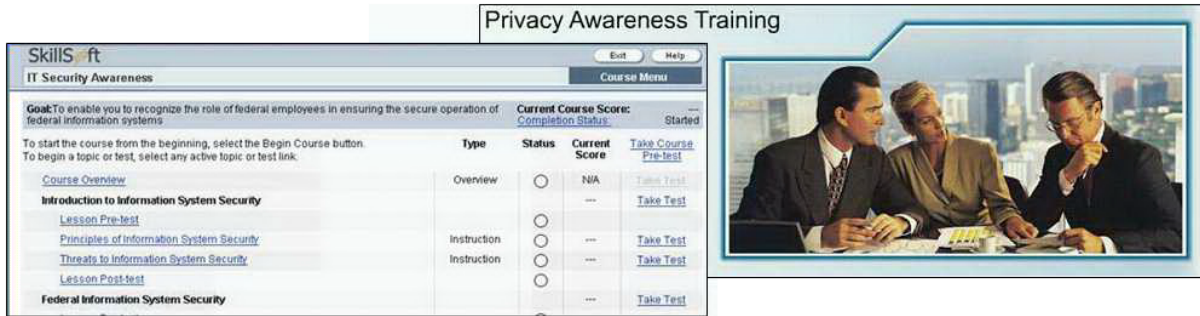 Privacy Awareness Training
SkillSoft
Exit Help
IT Security Awareness Course Menu
Goal:To enable you to recognize the role of federal employees in ensuring the secure operation of
federal information systems
Current Course Score: ---
Completion Status: Started
To start the course from the beginning, select the Begin Course button.
To begin a topic or test, select any active topic or test link.
Type Status Current Score Take Course Pre-test
Course Overview Overview N/A Take Test
Introduction to Information System Security --- Take Test
Lesson Pre-test
Principles of Information System Security Instruction --- Take Test
Threats to Information System Security Instruction --- Take Test
Lesson Post-test
Federal Information System Security --- Take Test